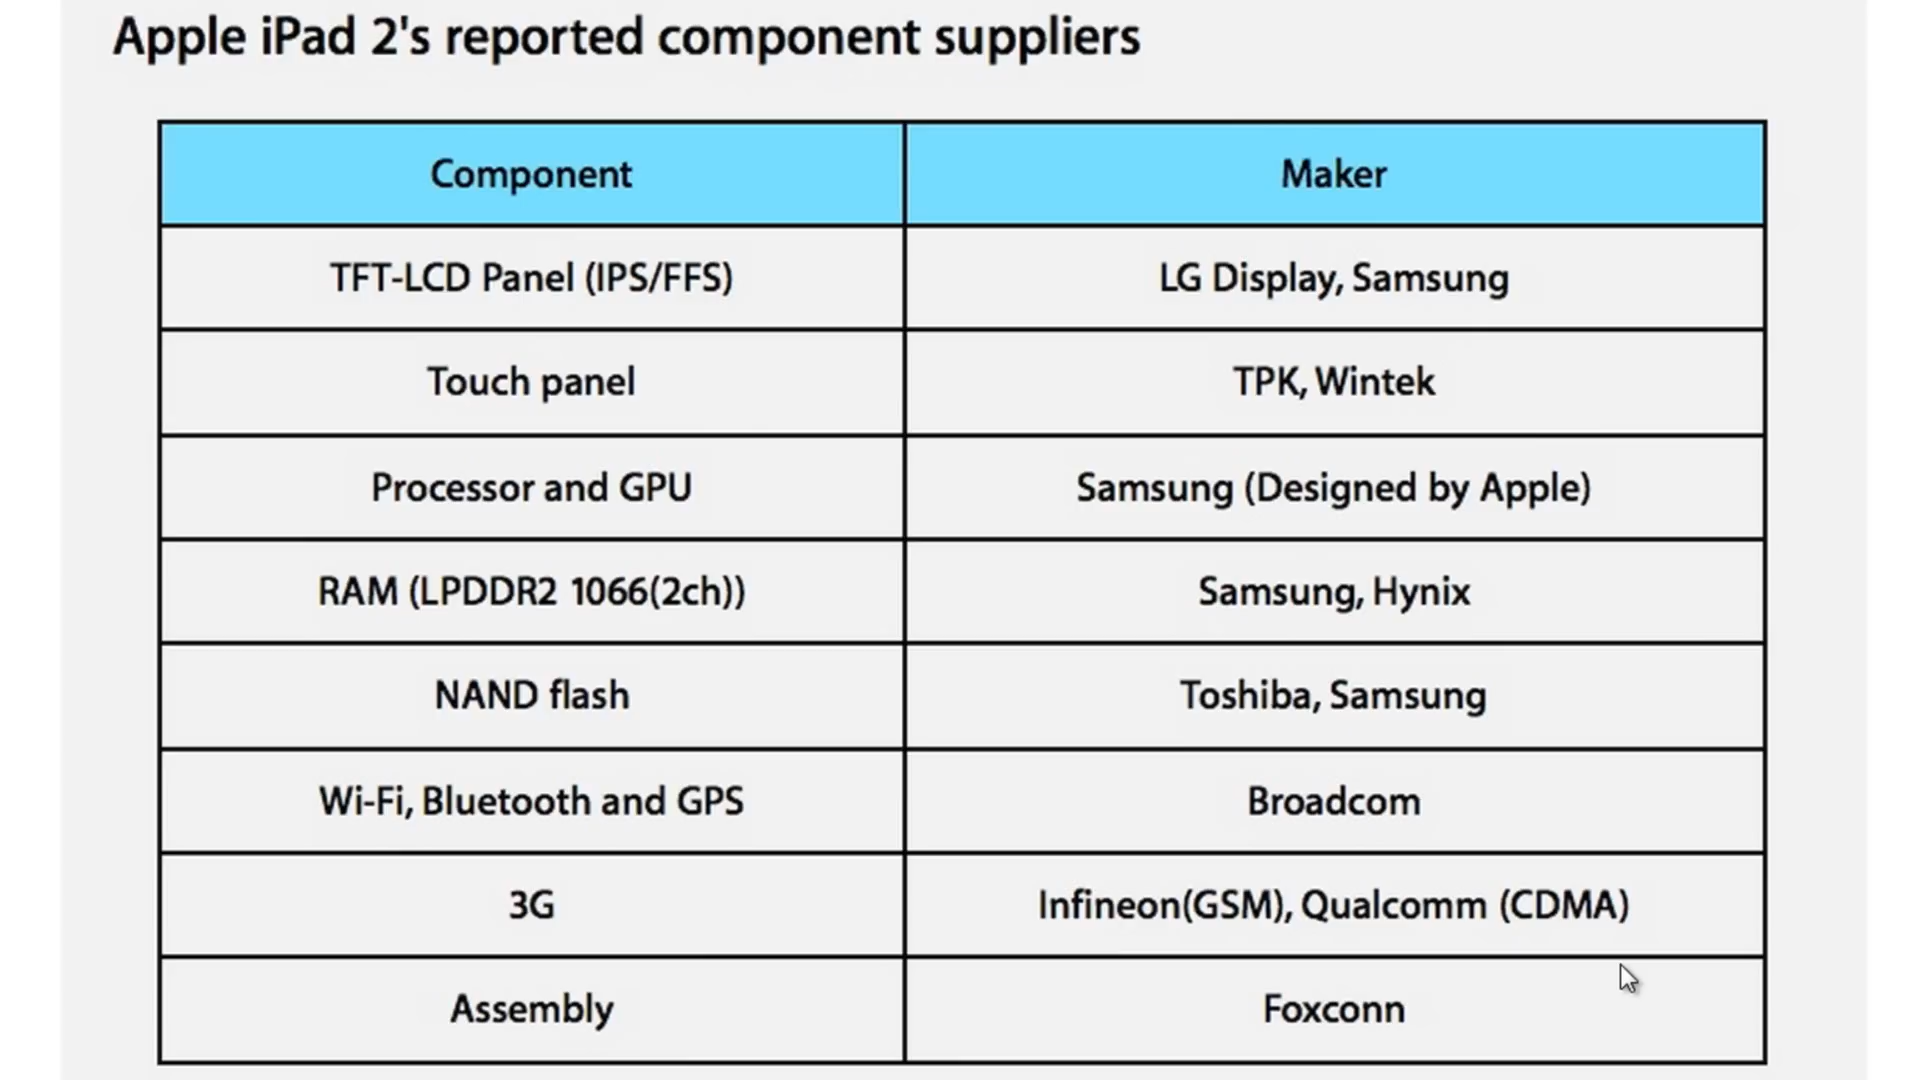 Apple iPad 2's reported component suppliers
Component Maker
TFT-LCD Panel (IPS/FFS) LG Display, Samsung
Touch panel TPK, Wintek
Processor and GPU Samsung (Designed by Apple)
RAM (LPDDR2 1066(2ch)) Samsung, Hynix
NAND flash Toshiba, Samsung
Wi-Fi, Bluetooth and GPS Broadcom
3G Infineon(GSM), Qualcomm (CDMA)
Assembly Foxconn